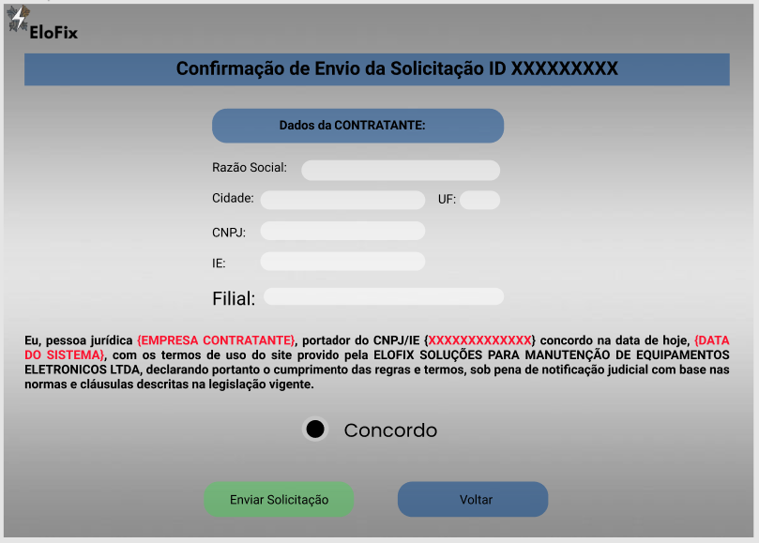 EloFix
Confirmação de Envio da Solicitação ID XXXXXXXXX
Dados da CONTRATANTE:
Razão Social:
Cidade: UF:
CNPJ:
IE:
Filial:
Eu, pessoa jurídica {EMPRESA CONTRATANTE}, portador do CNPJ/IE {XXXXXXXXXXXXX} concordo na data de hoje, {DATA
DO SISTEMA}, com os termos de uso do site provido pela ELOFIX SOLUÇÕES PARA MANUTENÇÃO DE EQUIPAMENTOS
ELETRONICOS LTDA, declarando portanto o cumprimento das regras e termos, sob pena de notificação judicial com base nas
normas e cláusulas descritas na legislação vigente.
Concordo
Enviar Solicitação Voltar